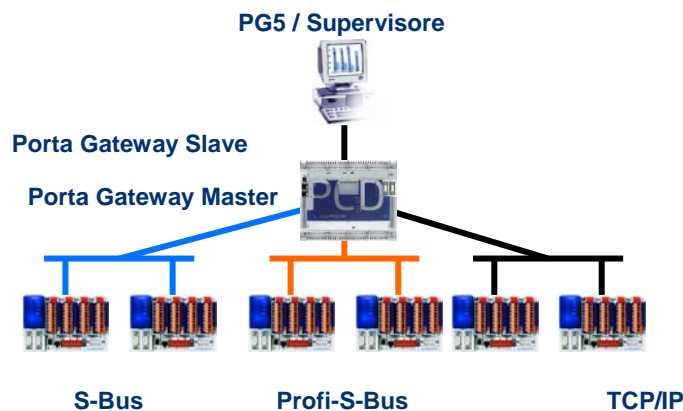 PG5 / Supervisore
Porta Gateway Slave
Porta Gateway Master
PCD
S-Bus
Profi-S-Bus
TCP/IP